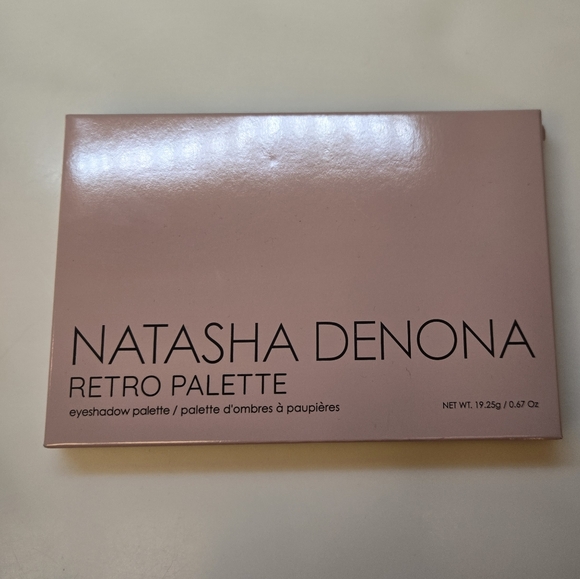 NATASHA DENONA
RETRO PALETTE
eyeshadow palette / palette d'ombres à paupières
NET WT. 19.25g / 0.67 Oz